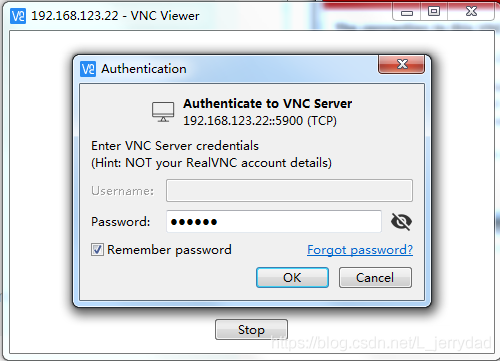 192.168.123.22 - VNC Viewer
Authentication
Authenticate to VNC Server
192.168.123.22::5900 (TCP)
Enter VNC Server credentials
(Hint: NOT your RealVNC account details)
Username:
Password: ••••••
Remember password
Forgot password?
OK
Cancel
Stop
https://blog.csdn.net/L_jerrydad